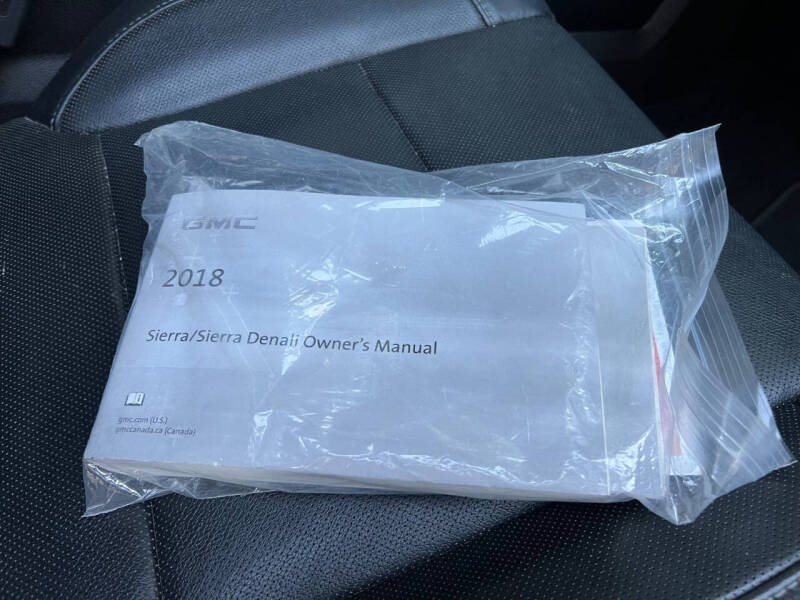 GMC
2018
Sierra/Sierra Denali Owner's Manual
gmc.com (U.S.)
gmccanada.ca (Canada)